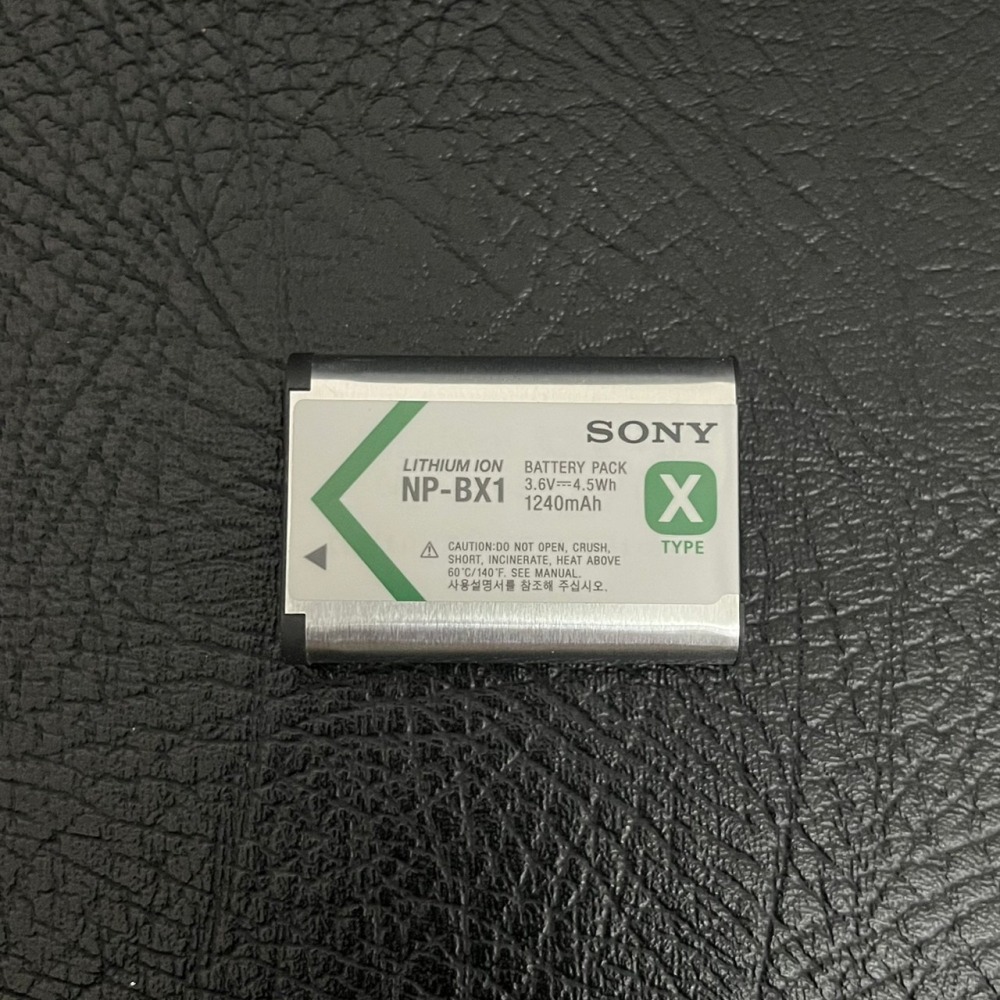 SONY
LITHIUM ION
NP-BX1
BATTERY PACK
3.6V⎓4.5Wh
1240mAh
X
TYPE
⚠ CAUTION:DO NOT OPEN, CRUSH,
SHORT, INCINERATE, HEAT ABOVE
60°C/140°F. SEE MANUAL.
사용설명서를 참조해 주십시오.